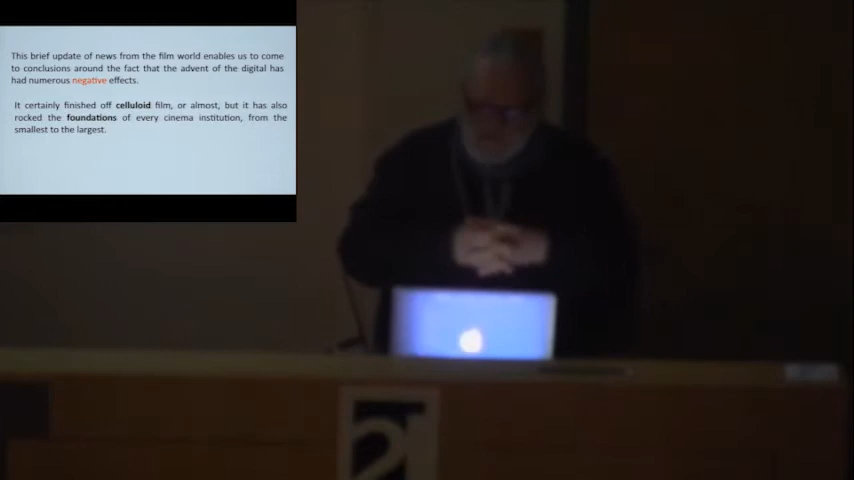 This brief update of news from the film world enables us to come
to conclusions around the fact that the advent of the digital has
had numerous negative effects.
It certainly finished off celluloid film, or almost, but it has also
rocked the foundations of every cinema institution, from the
smallest to the largest.